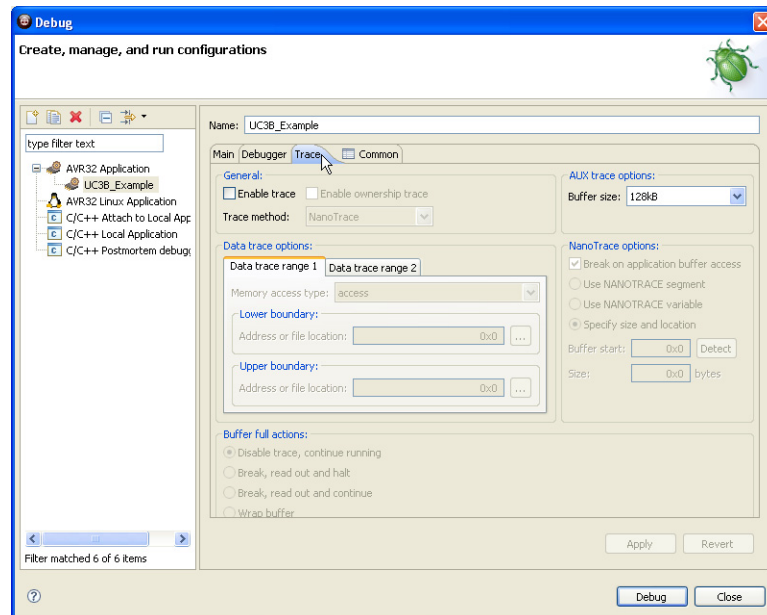 Debug
Create, manage, and run configurations
type filter text
AVR32 Application
UC3B_Example
AVR32 Linux Application
C/C++ Attach to Local App
C/C++ Local Application
C/C++ Postmortem debugg
Filter matched 6 of 6 items
Name: UC3B_Example
Main Debugger Trace Common
General:
Enable trace Enable ownership trace
Trace method: NanoTrace
AUX trace options:
Buffer size: 128kB
Data trace options:
Data trace range 1 Data trace range 2
Memory access type: access
Lower boundary:
Address or file location: 0x0 ...
Upper boundary:
Address or file location: 0x0 ...
NanoTrace options:
Break on application buffer access
Use NANOTRACE segment
Use NANOTRACE variable
Specify size and location
Buffer start: 0x0 Detect
Size: 0x0 bytes
Buffer full actions:
Disable trace, continue running
Break, read out and halt
Break, read out and continue
Wrap buffer
Apply Revert
Debug Close